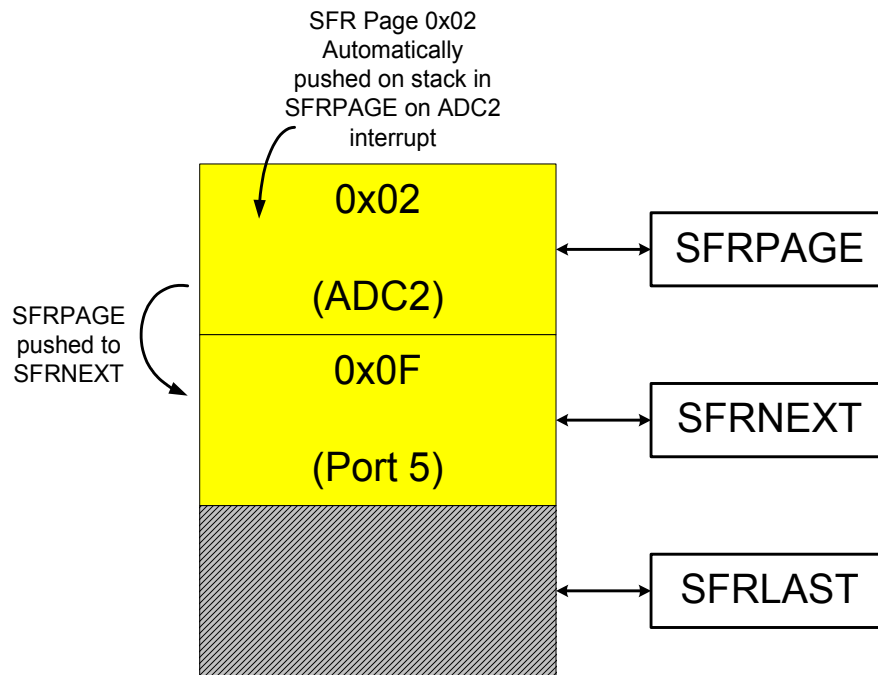 SFR Page 0x02
Automatically
pushed on stack in
SFRPAGE on ADC2
interrupt
0x02
(ADC2)
SFRPAGE
SFRPAGE
pushed to
SFRNEXT
0x0F
(Port 5)
SFRNEXT
SFRLAST